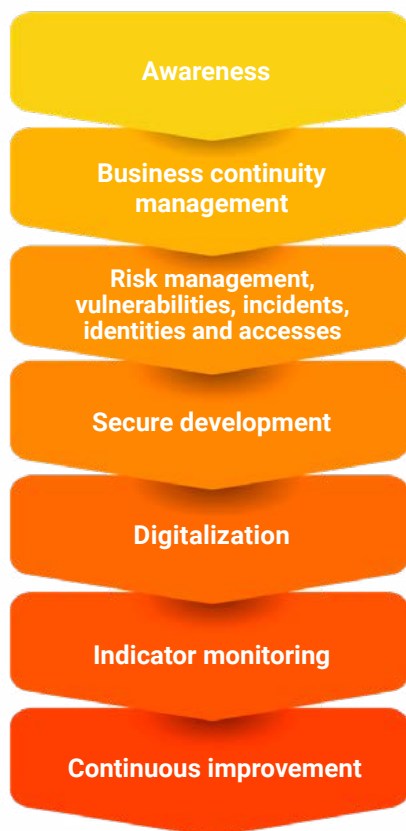 Awareness
Business continuity
management
Risk management,
vulnerabilities, incidents,
identities and accesses
Secure development
Digitalization
Indicator monitoring
Continuous improvement